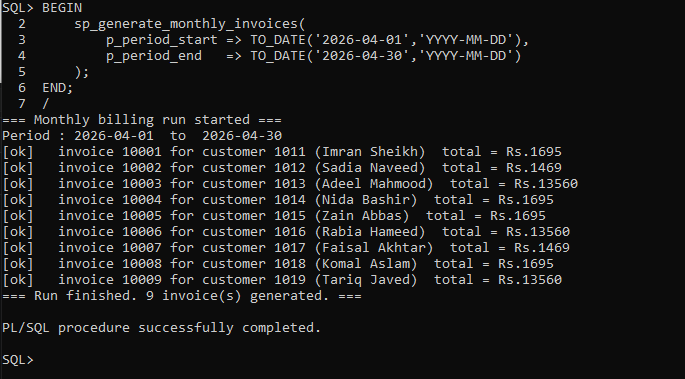 SQL> BEGIN
  2      sp_generate_monthly_invoices(
  3          p_period_start => TO_DATE('2026-04-01','YYYY-MM-DD'),
  4          p_period_end   => TO_DATE('2026-04-30','YYYY-MM-DD')
  5      );
  6  END;
  7  /
=== Monthly billing run started ===
Period : 2026-04-01  to  2026-04-30
[ok]   invoice 10001 for customer 1011 (Imran Sheikh)  total = Rs.1695
[ok]   invoice 10002 for customer 1012 (Sadia Naveed)  total = Rs.1469
[ok]   invoice 10003 for customer 1013 (Adeel Mahmood)  total = Rs.13560
[ok]   invoice 10004 for customer 1014 (Nida Bashir)  total = Rs.1695
[ok]   invoice 10005 for customer 1015 (Zain Abbas)  total = Rs.1695
[ok]   invoice 10006 for customer 1016 (Rabia Hameed)  total = Rs.13560
[ok]   invoice 10007 for customer 1017 (Faisal Akhtar)  total = Rs.1469
[ok]   invoice 10008 for customer 1018 (Komal Aslam)  total = Rs.1695
[ok]   invoice 10009 for customer 1019 (Tariq Javed)  total = Rs.13560
=== Run finished. 9 invoice(s) generated. ===

PL/SQL procedure successfully completed.

SQL>